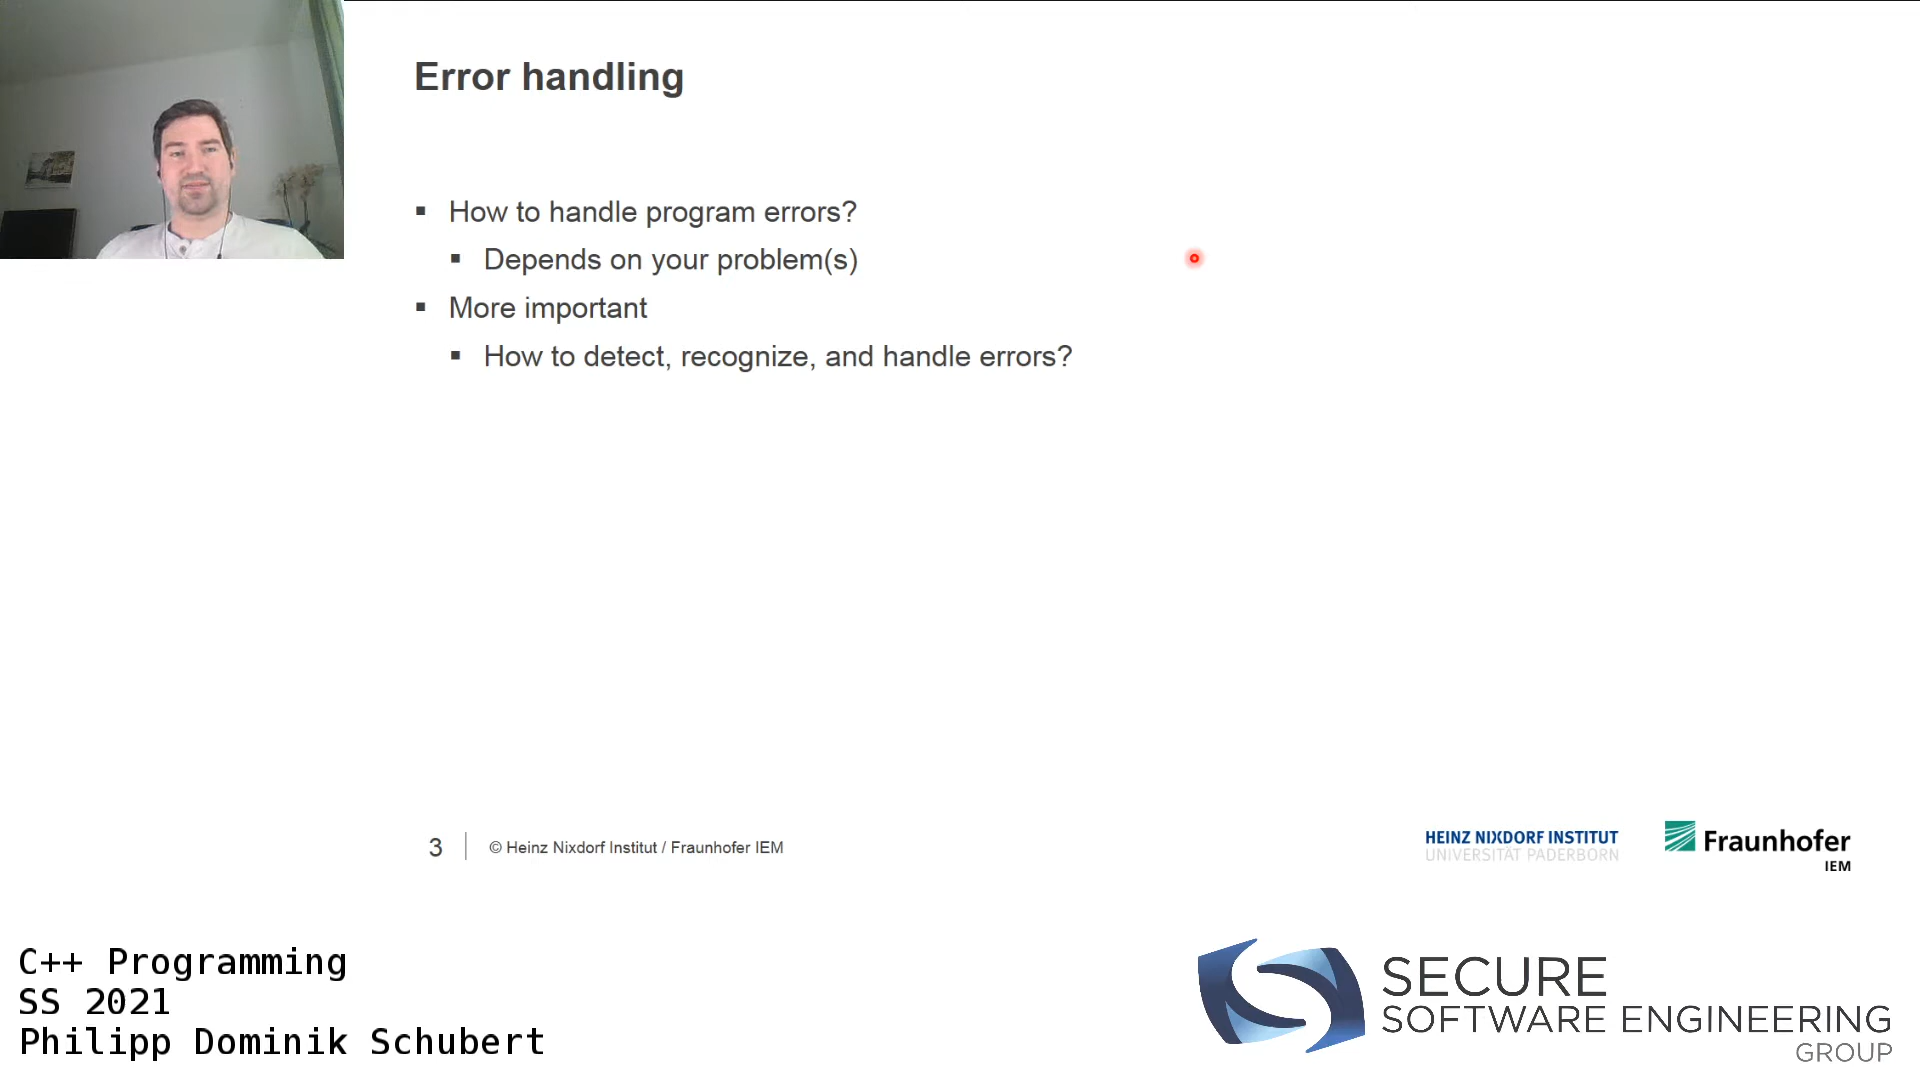 Error handling
▪ How to handle program errors?
▪ Depends on your problem(s)
▪ More important
▪ How to detect, recognize, and handle errors?
3
© Heinz Nixdorf Institut / Fraunhofer IEM
HEINZ NIXDORF INSTITUT
UNIVERSITÄT PADERBORN
Fraunhofer
IEM
C++ Programming
SS 2021
Philipp Dominik Schubert
SECURE
SOFTWARE ENGINEERING
GROUP